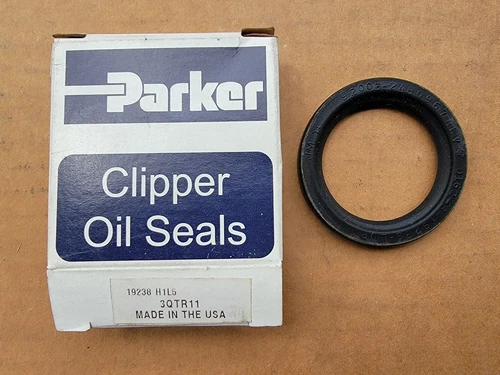 Parker
Clipper
Oil Seals
19238 H1L5
3QTR11
MADE IN THE USA